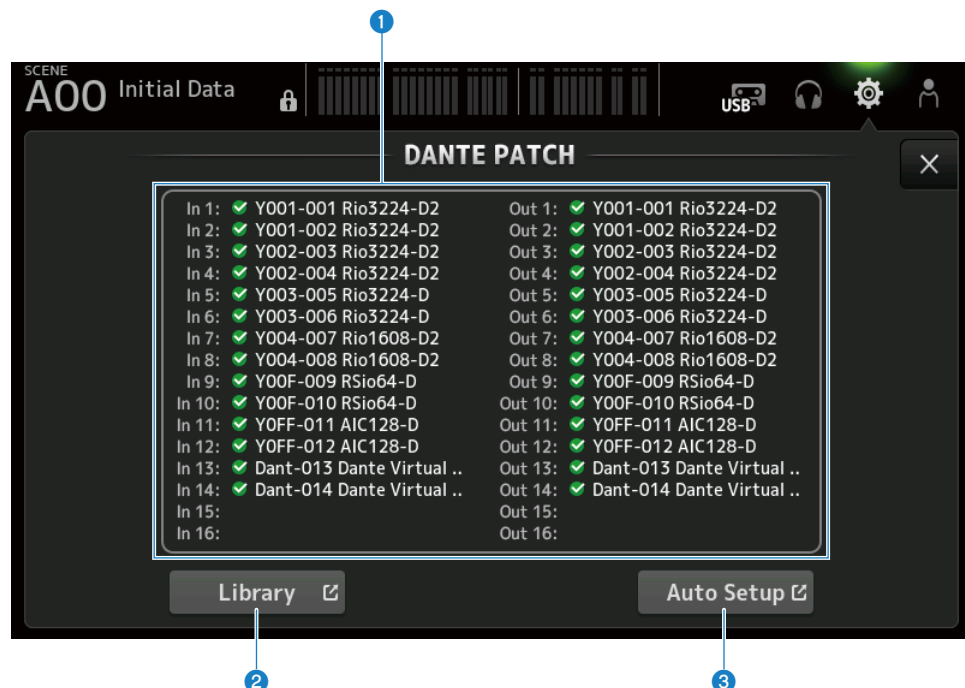 1
SCENE
A00 Initial Data
USB
DANTE PATCH
In 1: Y001-001 Rio3224-D2 Out 1: Y001-001 Rio3224-D2
In 2: Y001-002 Rio3224-D2 Out 2: Y001-002 Rio3224-D2
In 3: Y002-003 Rio3224-D2 Out 3: Y002-003 Rio3224-D2
In 4: Y002-004 Rio3224-D2 Out 4: Y002-004 Rio3224-D2
In 5: Y003-005 Rio3224-D Out 5: Y003-005 Rio3224-D
In 6: Y003-006 Rio3224-D Out 6: Y003-006 Rio3224-D
In 7: Y004-007 Rio1608-D2 Out 7: Y004-007 Rio1608-D2
In 8: Y004-008 Rio1608-D2 Out 8: Y004-008 Rio1608-D2
In 9: Y00F-009 RSio64-D Out 9: Y00F-009 RSio64-D
In 10: Y00F-010 RSio64-D Out 10: Y00F-010 RSio64-D
In 11: Y0FF-011 AIC128-D Out 11: Y0FF-011 AIC128-D
In 12: Y0FF-012 AIC128-D Out 12: Y0FF-012 AIC128-D
In 13: Dant-013 Dante Virtual .. Out 13: Dant-013 Dante Virtual ..
In 14: Dant-014 Dante Virtual .. Out 14: Dant-014 Dante Virtual ..
In 15: Out 15:
In 16: Out 16:
Library Auto Setup
2 3